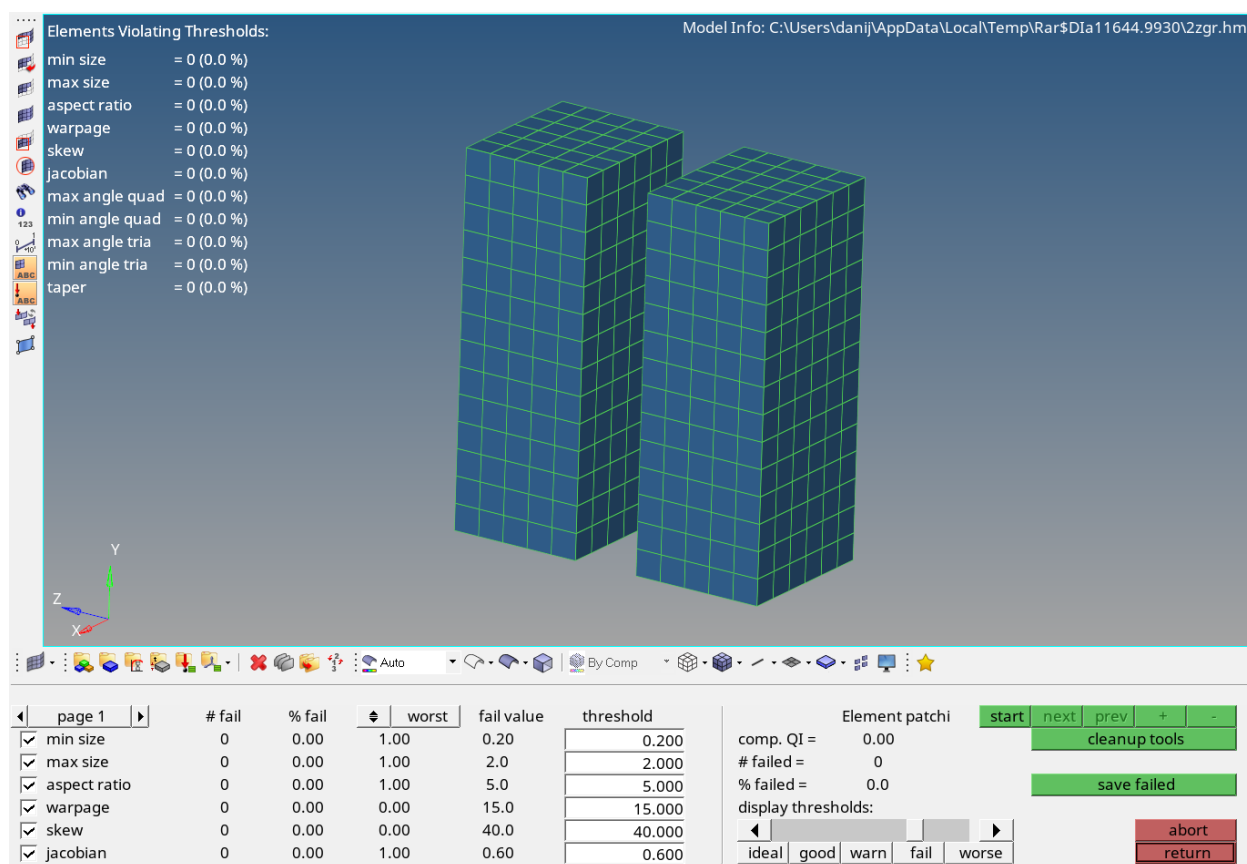 Elements Violating Thresholds:
Model Info: C:\Users\danij\AppData\Local\Temp\Rar$DIa11644.9930\2zgr.hm
min size = 0 (0.0 %)
max size = 0 (0.0 %)
aspect ratio = 0 (0.0 %)
warpage = 0 (0.0 %)
skew = 0 (0.0 %)
jacobian = 0 (0.0 %)
max angle quad = 0 (0.0 %)
min angle quad = 0 (0.0 %)
max angle tria = 0 (0.0 %)
min angle tria = 0 (0.0 %)
taper = 0 (0.0 %)
123
ABC
ABC
Y
Z
X
Auto
By Comp
page 1 # fail % fail worst fail value threshold
min size 0 0.00 1.00 0.20 0.200
max size 0 0.00 1.00 2.0 2.000
aspect ratio 0 0.00 1.00 5.0 5.000
warpage 0 0.00 0.00 15.0 15.000
skew 0 0.00 0.00 40.0 40.000
jacobian 0 0.00 1.00 0.60 0.600
Element patchi start next prev + -
comp. QI = 0.00 cleanup tools
# failed = 0
% failed = 0.0 save failed
display thresholds:
abort
ideal good warn fail worse return